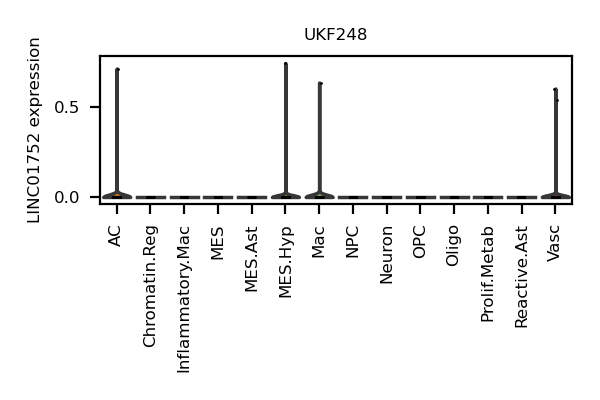 UKF248
LINC01752 expression
0.5
0.0
AC
Chromatin.Reg
Inflammatory.Mac
MES
MES.Ast
MES.Hyp
Mac
NPC
Neuron
OPC
Oligo
Prolif.Metab
Reactive.Ast
Vasc